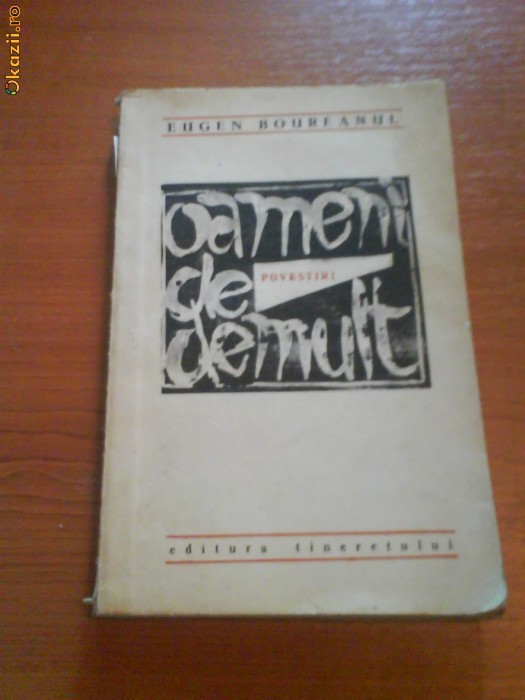 Okazii.ro
EUGEN BOUREANUL
oameni
de
POVESTIRI
demult
editura tineretului